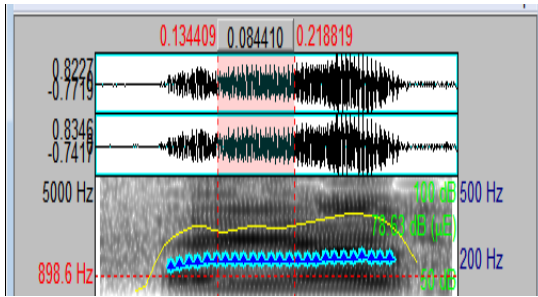 0.134409 0.084410 0.218819
0.8227
-0.7719
0.8346
-0.7417
5000 Hz 100 dB 500 Hz
78.63 dB (µE)
200 Hz
898.6 Hz 50 dB